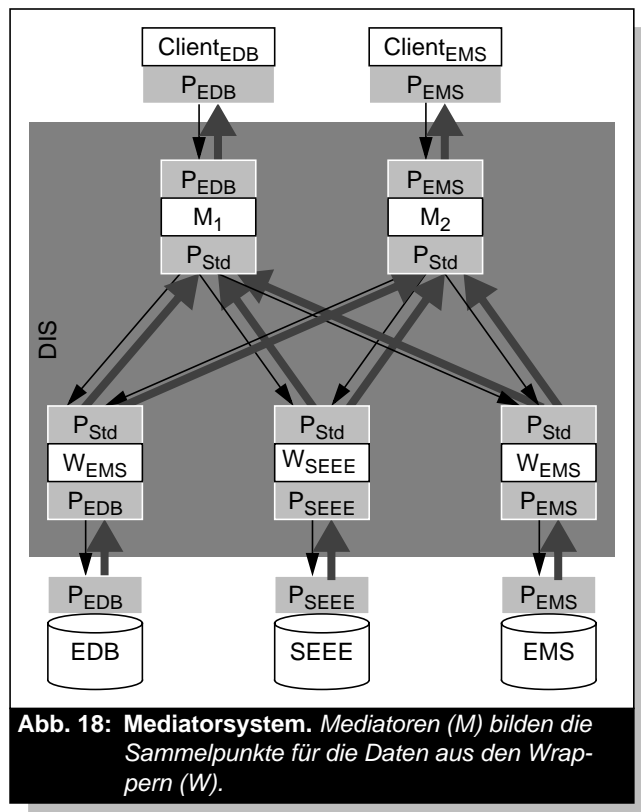 Client_EDB Client_EMS
P_EDB P_EMS
P_EDB P_EMS
M_1 M_2
P_Std P_Std
DIS
P_Std P_Std P_Std
W_EMS W_SEEE W_EMS
P_EDB P_SEEE P_EMS
P_EDB P_SEEE P_EMS
EDB SEEE EMS
Abb. 18: Mediatorsystem. Mediatoren (M) bilden die
Sammelpunkte für die Daten aus den Wrap-
pern (W).